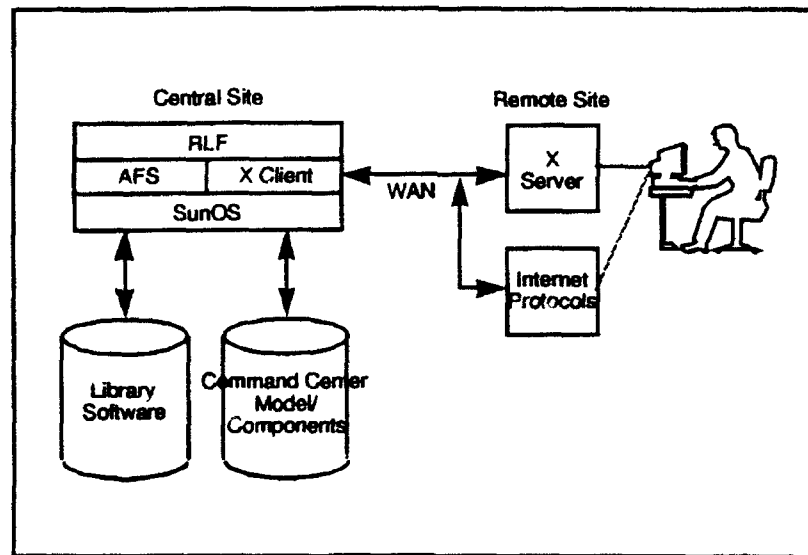 Central Site
Remote Site
RLF
AFS
X Client
SunOS
WAN
X
Server
Internet
Protocols
Library
Software
Command Center
Model/
Components